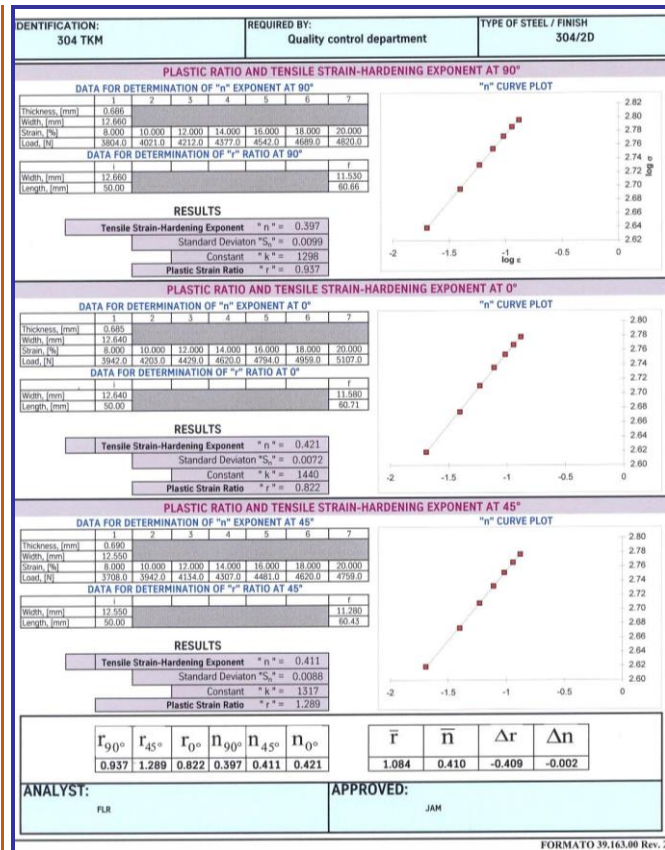 IDENTIFICATION: REQUIRED BY: TYPE OF STEEL / FINISH
304 TKM Quality control department 304/2D
PLASTIC RATIO AND TENSILE STRAIN-HARDENING EXPONENT AT 90°
DATA FOR DETERMINATION OF "n" EXPONENT AT 90° "n" CURVE PLOT
1 2 3 4 5 6 7
Thickness, [mm] 0.686
Width, [mm] 12.660
Strain, [%] 8.000 10.000 12.000 14.000 16.000 18.000 20.000
Load, [N] 3804.0 4021.0 4212.0 4377.0 4542.0 4689.0 4820.0
DATA FOR DETERMINATION OF "r" RATIO AT 90°
i f
Width, [mm] 12.660 11.530
Length, [mm] 50.00 60.66
RESULTS
Tensile Strain-Hardening Exponent " n " = 0.397
Standard Deviaton "Sₙ" = 0.0099
Constant " k " = 1298
Plastic Strain Ratio " r " = 0.937
2.82
2.80
2.78
2.76
2.74
2.72
2.70
2.68
2.66
2.64
2.62
log σ
-2 -1.5 -1 -0.5 0
log ε
PLASTIC RATIO AND TENSILE STRAIN-HARDENING EXPONENT AT 0°
DATA FOR DETERMINATION OF "n" EXPONENT AT 0° "n" CURVE PLOT
1 2 3 4 5 6 7
Thickness, [mm] 0.685
Width, [mm] 12.640
Strain, [%] 8.000 10.000 12.000 14.000 16.000 18.000 20.000
Load, [N] 3942.0 4203.0 4429.0 4620.0 4794.0 4959.0 5107.0
DATA FOR DETERMINATION OF "r" RATIO AT 0°
i f
Width, [mm] 12.640 11.580
Length, [mm] 50.00 60.71
RESULTS
Tensile Strain-Hardening Exponent " n " = 0.421
Standard Deviaton "Sₙ" = 0.0072
Constant " k " = 1440
Plastic Strain Ratio " r " = 0.822
2.80
2.78
2.76
2.74
2.72
2.70
2.68
2.66
2.64
2.62
2.60
-2 -1.5 -1 -0.5 0
PLASTIC RATIO AND TENSILE STRAIN-HARDENING EXPONENT AT 45°
DATA FOR DETERMINATION OF "n" EXPONENT AT 45° "n" CURVE PLOT
1 2 3 4 5 6 7
Thickness, [mm] 0.690
Width, [mm] 12.550
Strain, [%] 8.000 10.000 12.000 14.000 16.000 18.000 20.000
Load, [N] 3708.0 3942.0 4134.0 4307.0 4481.0 4620.0 4759.0
DATA FOR DETERMINATION OF "r" RATIO AT 45°
i f
Width, [mm] 12.550 11.280
Length, [mm] 50.00 60.43
RESULTS
Tensile Strain-Hardening Exponent " n " = 0.411
Standard Deviaton "Sₙ" = 0.0088
Constant " k " = 1317
Plastic Strain Ratio " r " = 1.289
2.80
2.78
2.76
2.74
2.72
2.70
2.68
2.66
2.64
2.62
2.60
-2 -1.5 -1 -0.5 0
r90° r45° r0° n90° n45° n0° r̄ n̄ Δr Δn
0.937 1.289 0.822 0.397 0.411 0.421 1.084 0.410 -0.409 -0.002
ANALYST: APPROVED:
FLR JAM
FORMATO 39.163.00 Rev.